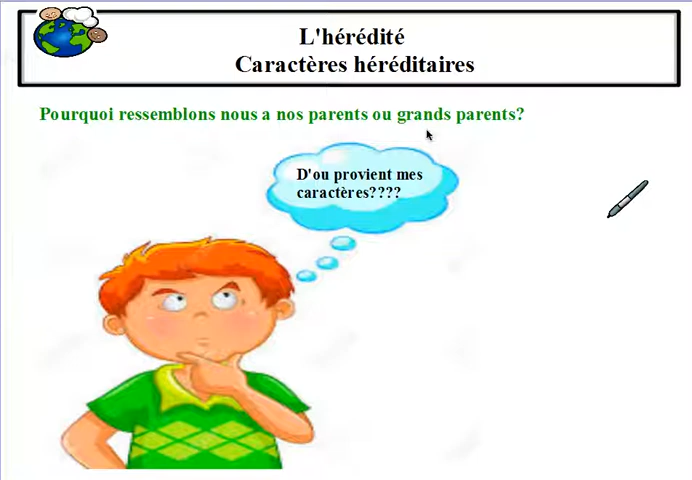 L'hérédité
Caractères héréditaires
Pourquoi ressemblons nous a nos parents ou grands parents?
D'ou provient mes
caractères????